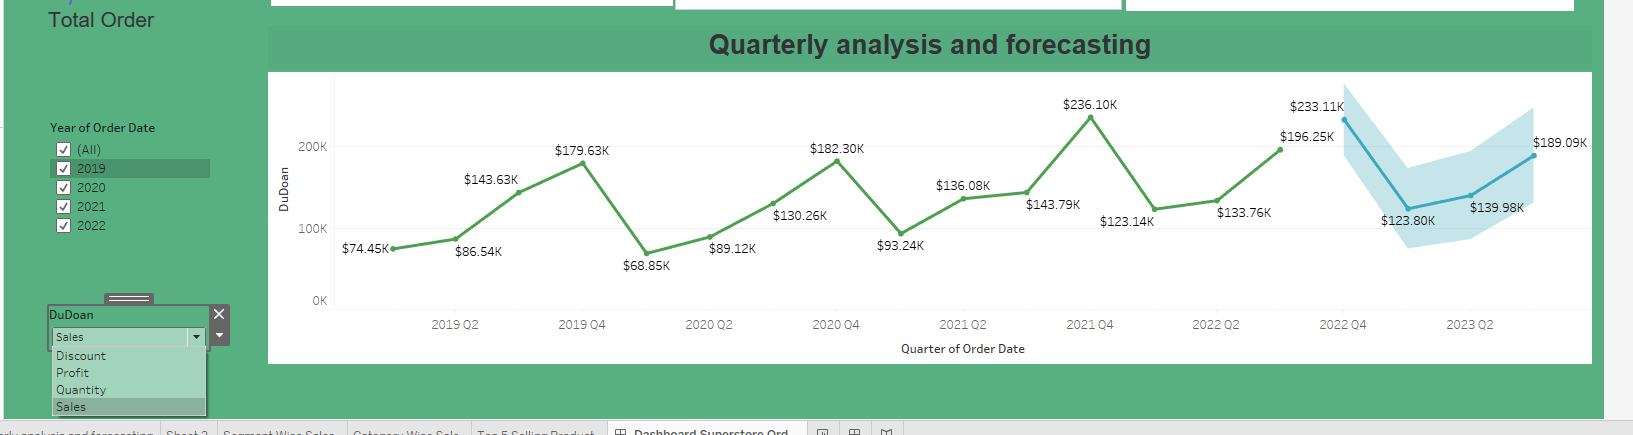 Total Order
Quarterly analysis and forecasting
Year of Order Date
(All)
2019
2020
2021
2022
DuDoan
Sales
Discount
Profit
Quantity
Sales
DuDoan
200K
100K
0K
$74.45K
$86.54K
$143.63K
$179.63K
$68.85K
$89.12K
$130.26K
$182.30K
$93.24K
$136.08K
$143.79K
$236.10K
$123.14K
$133.76K
$196.25K
$233.11K
$123.80K
$139.98K
$189.09K
2019 Q2
2019 Q4
2020 Q2
2020 Q4
2021 Q2
2021 Q4
2022 Q2
2022 Q4
2023 Q2
Quarter of Order Date
analysis and forecasting
Sheet 2
Segment Wise Sales
Category Wise Sale
Top 5 Selling Product
Dashboard Superstore Ord